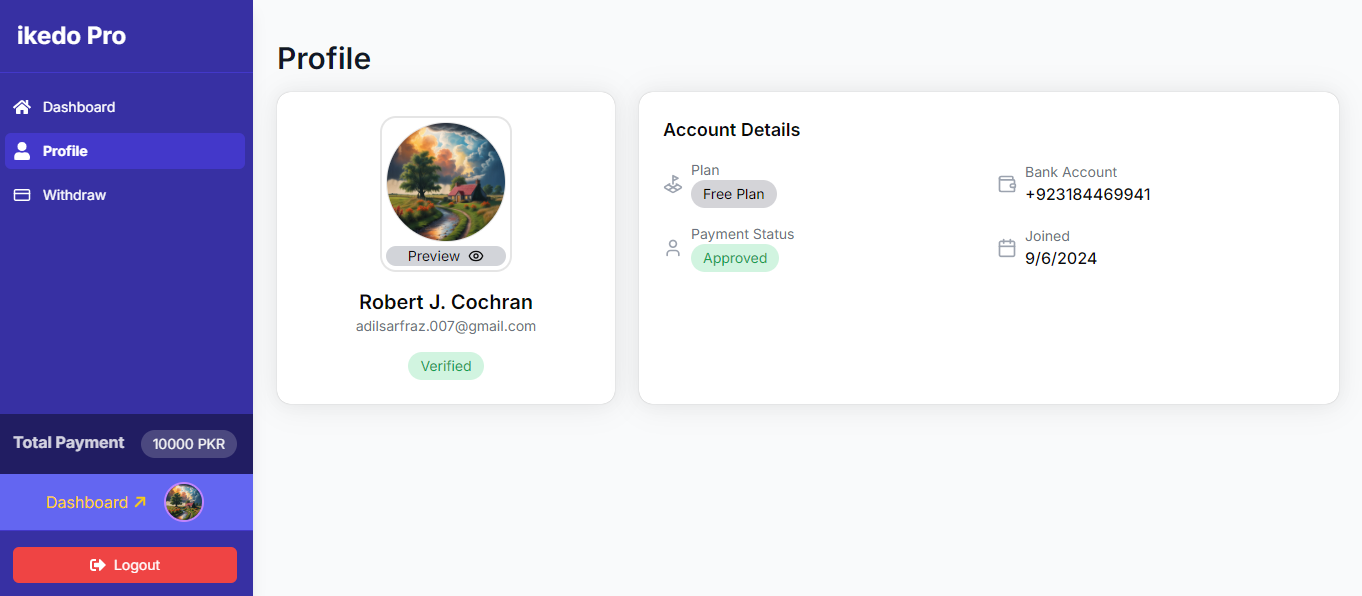 ikedo Pro
Dashboard
Profile
Withdraw
Total Payment 10000 PKR
Dashboard
Logout
Profile
Preview
Robert J. Cochran
adilsarfraz.007@gmail.com
Verified
Account Details
Plan
Free Plan
Bank Account
+923184469941
Payment Status
Approved
Joined
9/6/2024